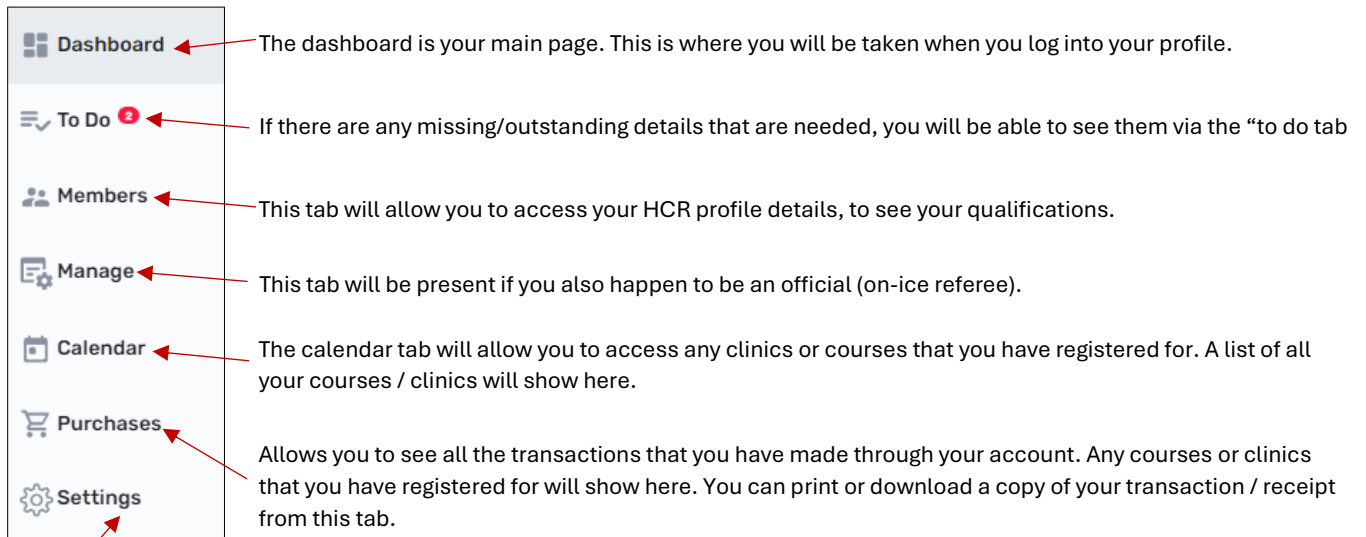 Dashboard
The dashboard is your main page. This is where you will be taken when you log into your profile.
To Do 2
If there are any missing/outstanding details that are needed, you will be able to see them via the “to do tab
Members
This tab will allow you to access your HCR profile details, to see your qualifications.
Manage
This tab will be present if you also happen to be an official (on-ice referee).
Calendar
The calendar tab will allow you to access any clinics or courses that you have registered for. A list of all
your courses / clinics will show here.
Purchases
Allows you to see all the transactions that you have made through your account. Any courses or clinics
that you have registered for will show here. You can print or download a copy of your transaction / receipt
from this tab.
Settings